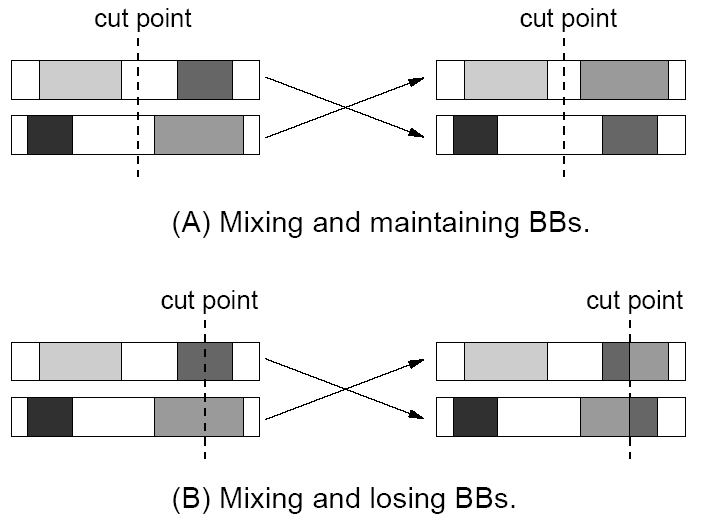 cut point
cut point
(A) Mixing and maintaining BBs.
cut point
cut point
(B) Mixing and losing BBs.